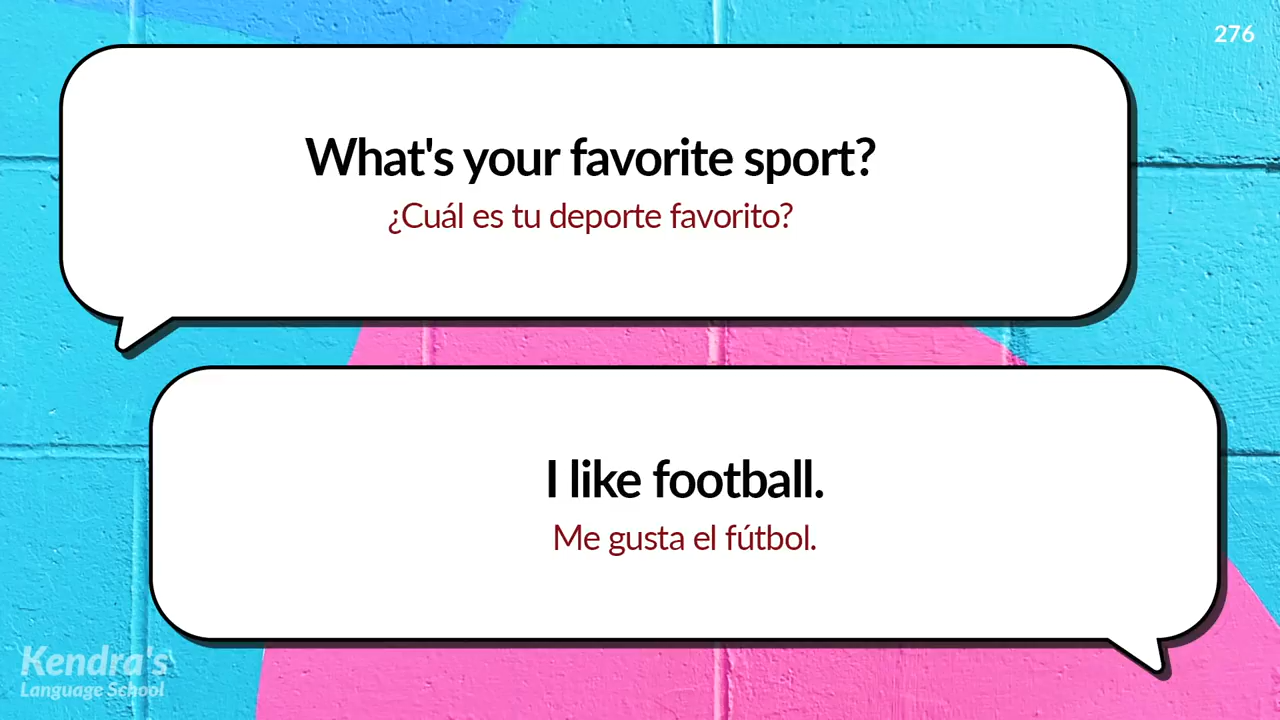 276
What's your favorite sport?
¿Cuál es tu deporte favorito?
I like football.
Me gusta el fútbol.
Kendra's
Language School